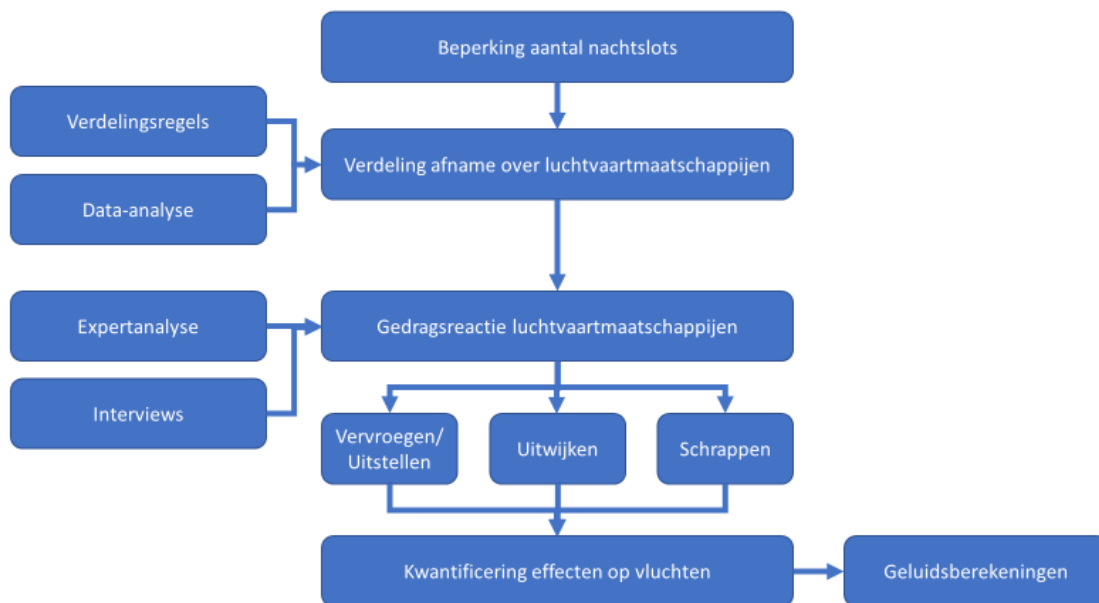 Beperking aantal nachtslots
Verdelingsregels
Verdeling afname over luchtvaartmaatschappijen
Data-analyse
Expertanalyse
Gedragsreactie luchtvaartmaatschappijen
Interviews
Vervroegen/
Uitstellen
Uitwijken
Schrappen
Kwantificering effecten op vluchten
Geluidsberekeningen